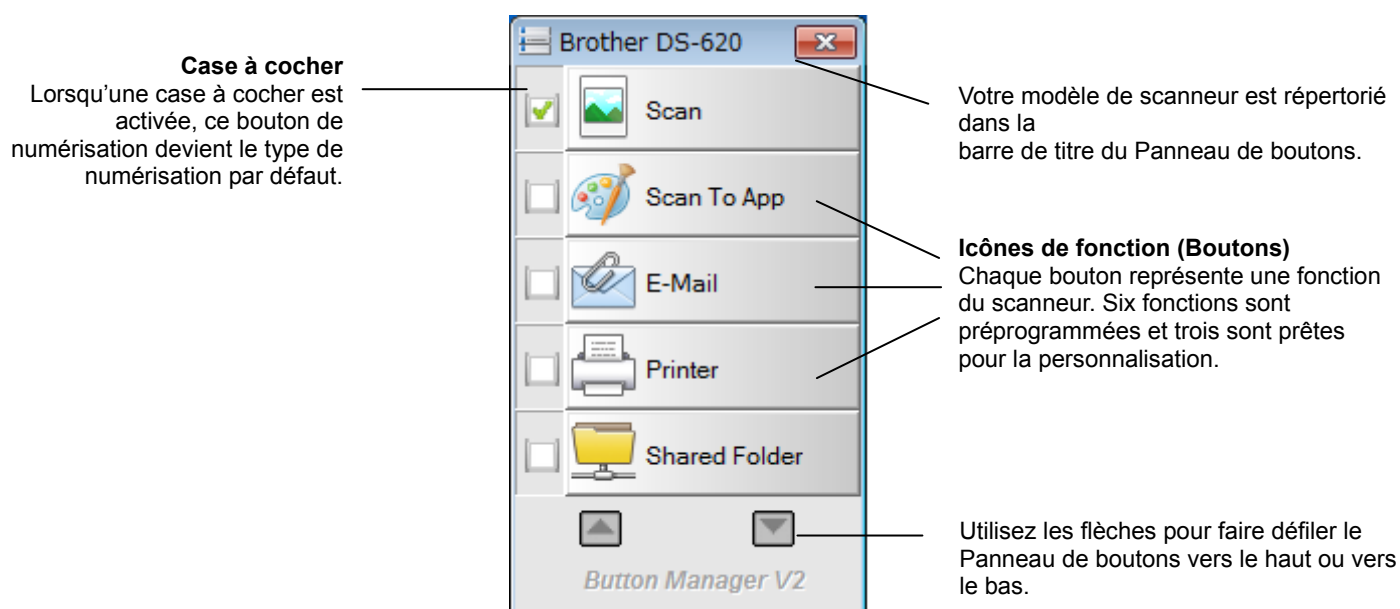 Case à cocher
Lorsqu'une case à cocher est
activée, ce bouton de
numérisation devient le type de
numérisation par défaut.
Brother DS-620
Scan
Scan To App
E-Mail
Printer
Shared Folder
Button Manager V2
Votre modèle de scanneur est répertorié
dans la
barre de titre du Panneau de boutons.
Icônes de fonction (Boutons)
Chaque bouton représente une fonction
du scanneur. Six fonctions sont
préprogrammées et trois sont prêtes
pour la personnalisation.
Utilisez les flèches pour faire défiler le
Panneau de boutons vers le haut ou vers
le bas.